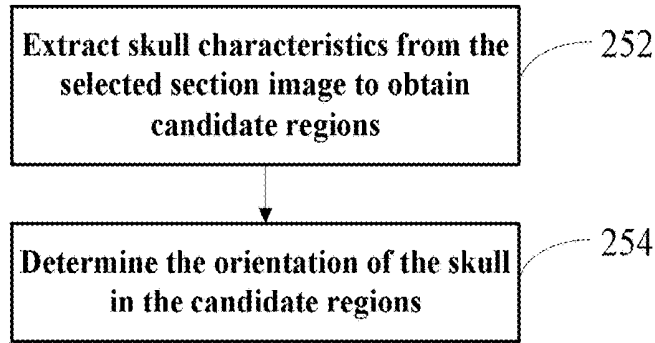 Extract skull characteristics from the
selected section image to obtain
candidate regions
252
Determine the orientation of the skull
in the candidate regions
254